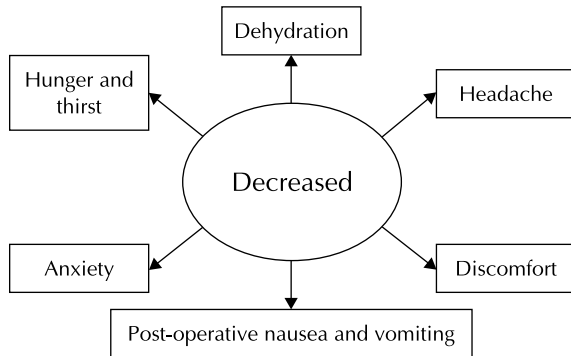 Dehydration
Hunger and
thirst
Headache
Decreased
Anxiety
Discomfort
Post-operative nausea and vomiting